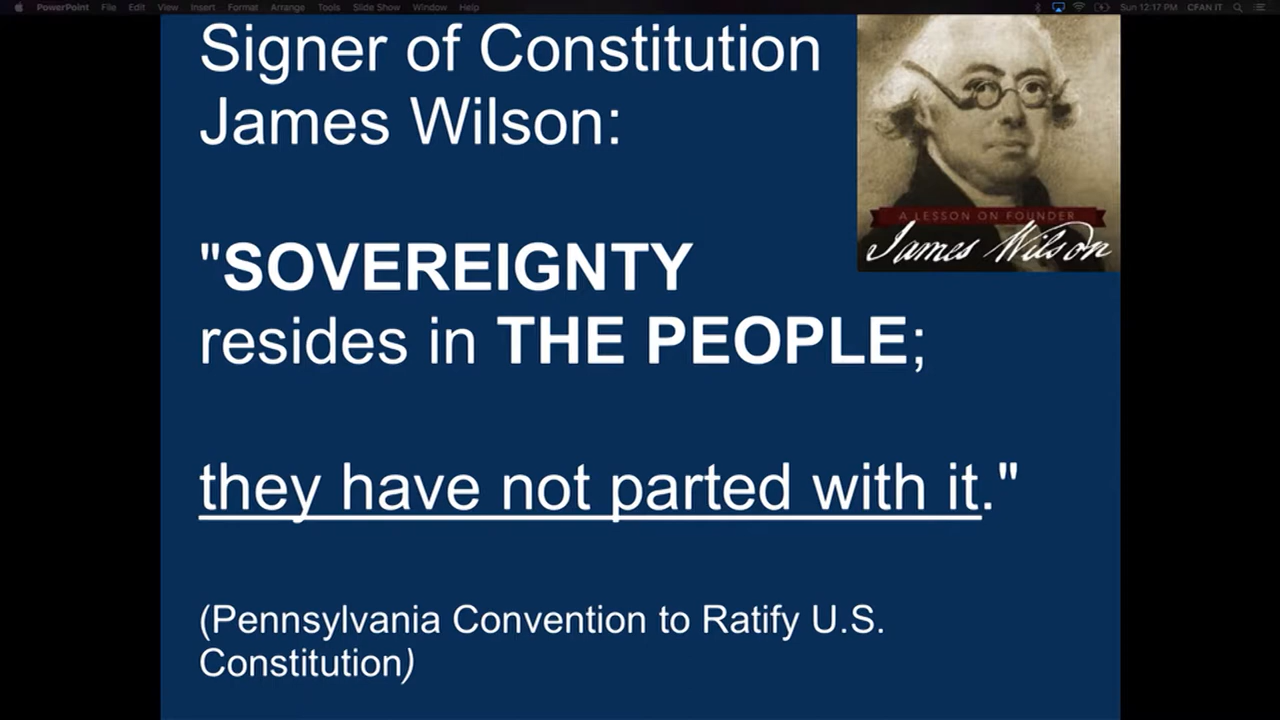 PowerPoint File Edit View Insert Format Arrange Tools Slide Show Window Help Sun 12:17 PM CFAN IT
Signer of Constitution
James Wilson:
A LESSON ON FOUNDER
James Wilson
"SOVEREIGNTY
resides in THE PEOPLE;
they have not parted with it."
(Pennsylvania Convention to Ratify U.S.
Constitution)